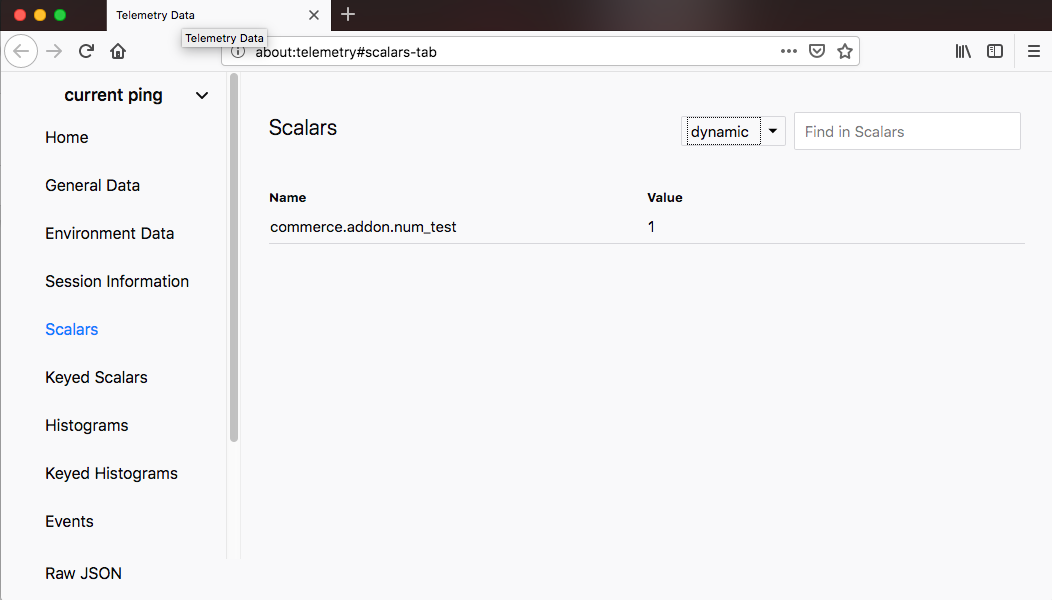 Telemetry Data
Telemetry Data
about:telemetry#scalars-tab
current ping
Home
General Data
Environment Data
Session Information
Scalars
Keyed Scalars
Histograms
Keyed Histograms
Events
Raw JSON
Scalars
dynamic
Find in Scalars
Name Value
commerce.addon.num_test 1